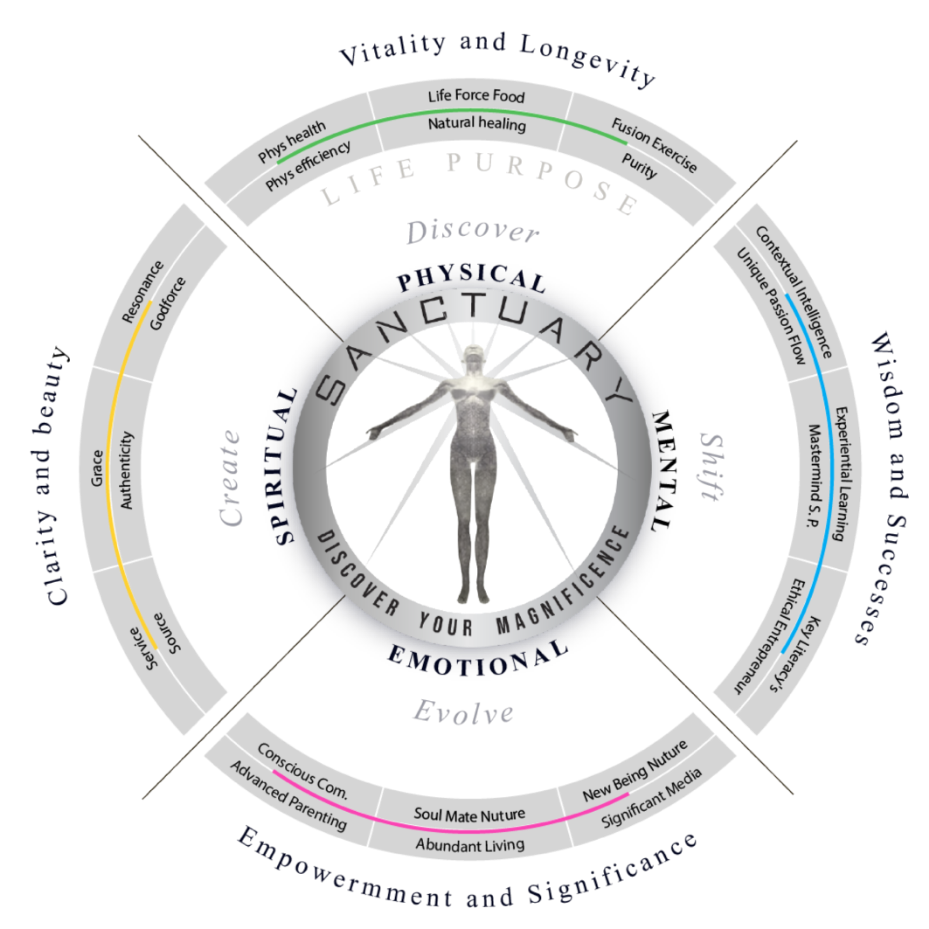 Vitality and Longevity
Phys health
Life Force Food
Fusion Exercise
Phys efficiency
Natural healing
Purity
LIFE PURPOSE
Discover
PHYSICAL
SANCTUARY
DISCOVER YOUR MAGNIFICENCE
Wisdom and Successes
Contextual Intelligence
Unique Passion Flow
Experiential Learning
Mastermind S. P.
Key Literacy's
Ethical Entrepreneur
Shift
MENTAL
EMOTIONAL
Evolve
Conscious Com.
Soul Mate Nuture
New Being Nuture
Advanced Parenting
Abundant Living
Significant Media
Empowermment and Significance
Clarity and beauty
Resonance
Godforce
Grace
Authenticity
Service
Source
Create
SPIRITUAL